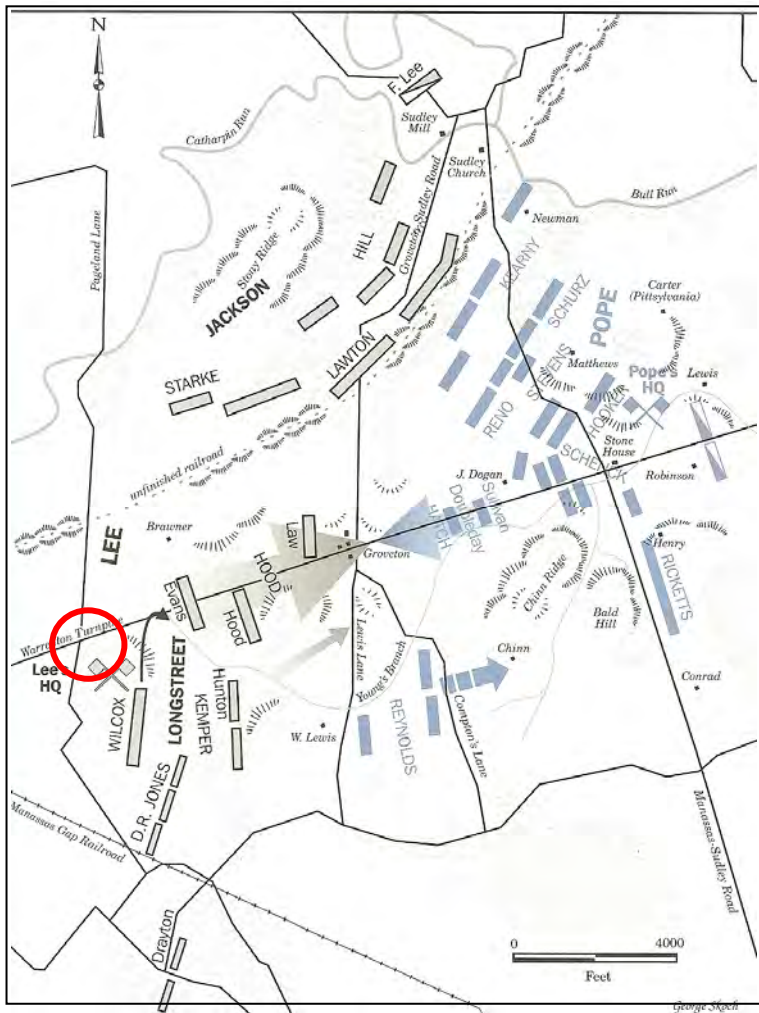 N
F. Lee
Sudley
Mill
Catharpin Run
Sudley
Church
Bull Run
Newman
Groveton-Sudley Road
HILL
Pageland Lane
Stony Ridge
JACKSON
KEARNY
SCHURZ
POPE
Carter
(Pittsylvania)
STARKE
LAWTON
Matthews
STEVENS
Pope's
HQ
Lewis
RENO
HOOKER
unfinished railroad
SCHENCK
Stone
House
J. Dogan
Robinson
LEE
Brawner
Law
HOOD
Sullivan
Doubleday
HATCH
Groveton
Henry
Chinn Ridge
RICKETTS
Evans
Hood
Bald
Hill
Warrenton Turnpike
Lee's
HQ
LONGSTREET
Lewis Lane
Young's Branch
Chinn
Conrad
WILCOX
Hunton
KEMPER
W. Lewis
REYNOLDS
Compton's Lane
D.R. JONES
Manassas Gap Railroad
Manassas-Sudley Road
Drayton
0 4000
Feet
George Skoch